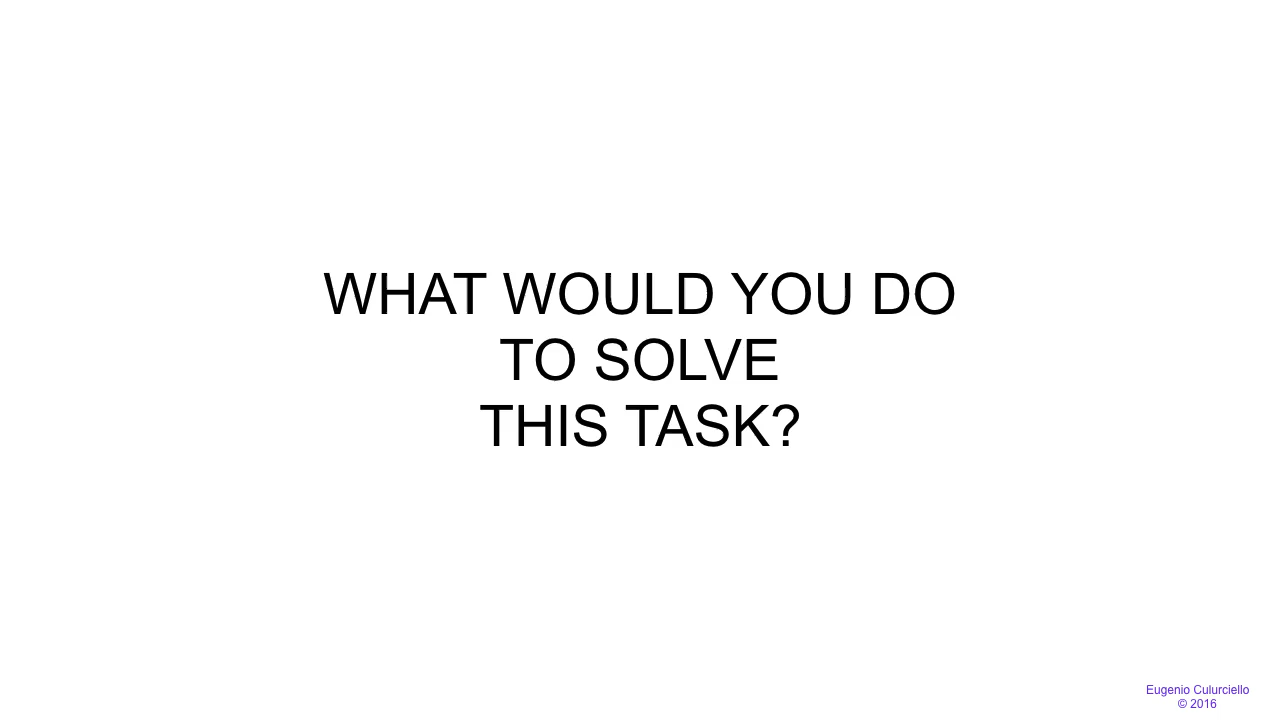 WHAT WOULD YOU DO
TO SOLVE
THIS TASK?
Eugenio Culurciello
© 2016